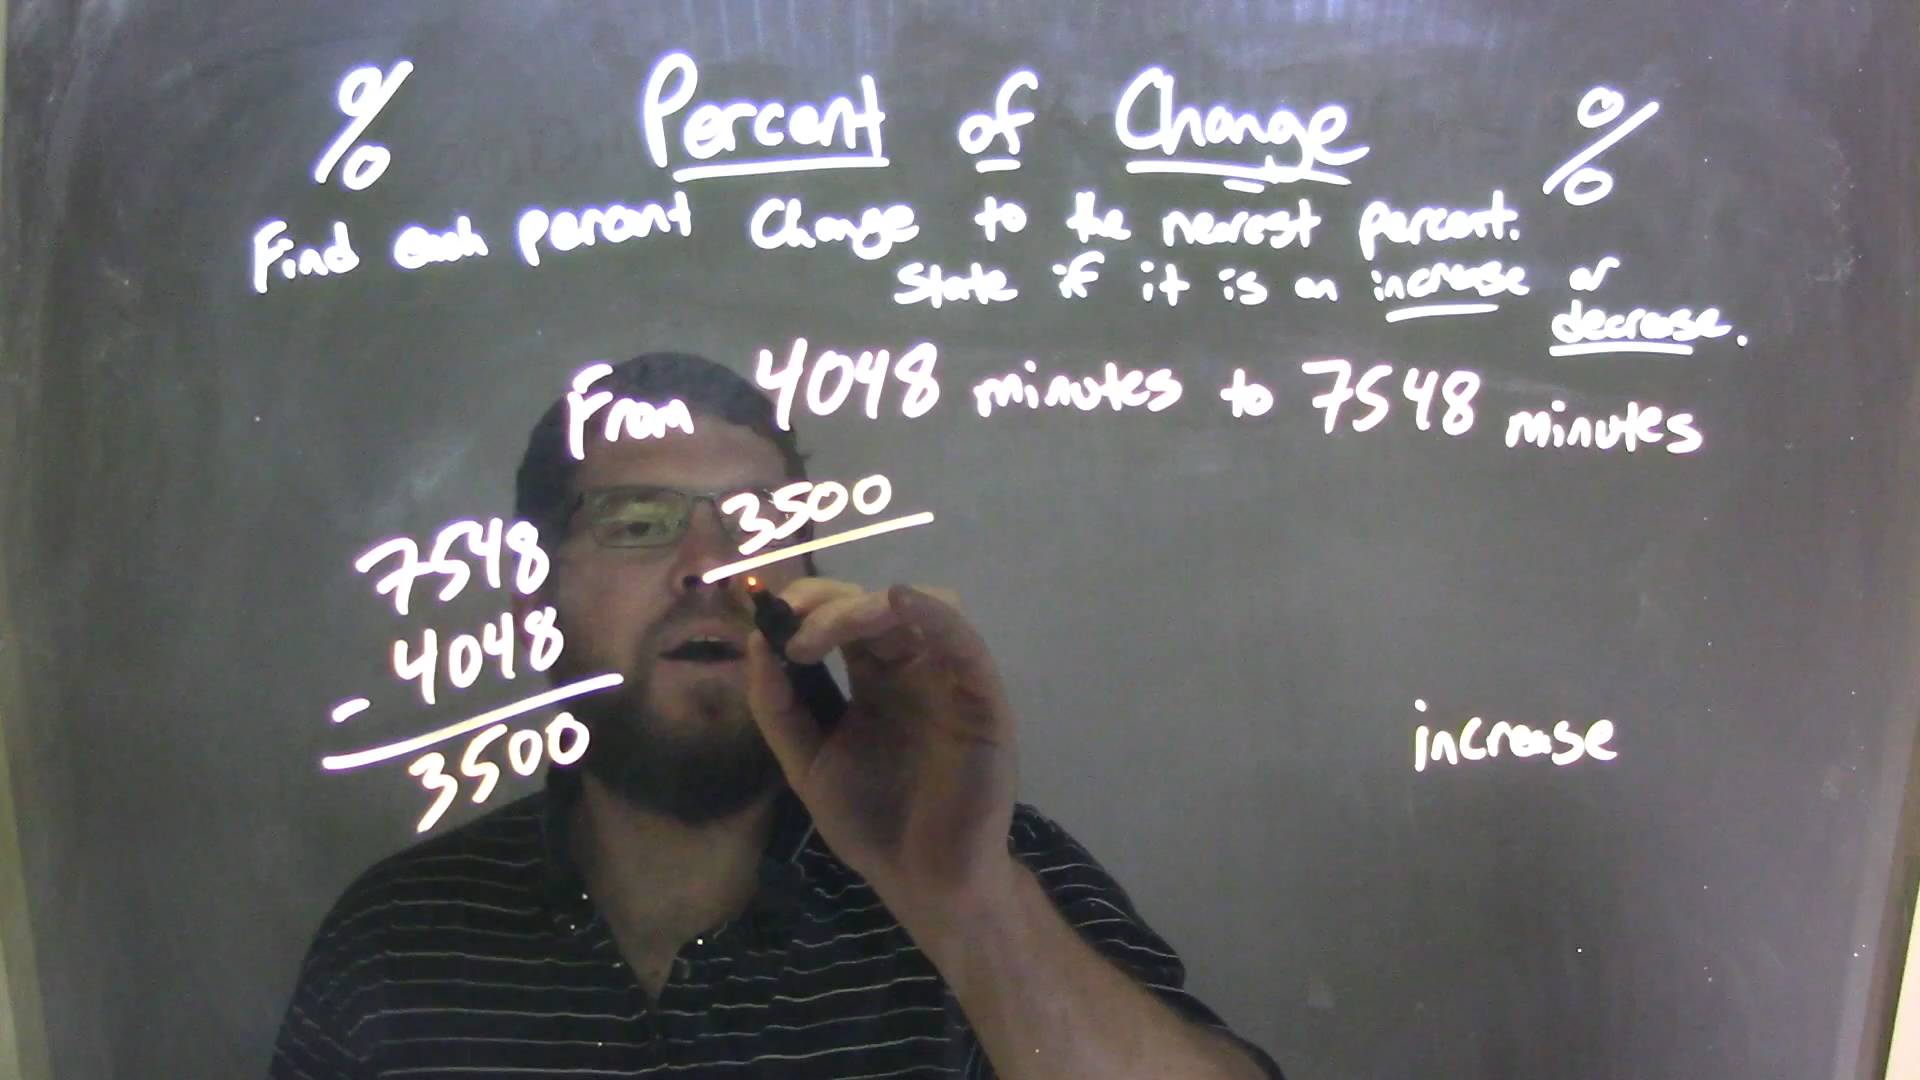 % Percent of Change %
Find each percent Change to the nearest percent.
State if it is an increase or
decrease.
From 4048 minutes to 7548 minutes
3500
7548
- 4048
3500
increase